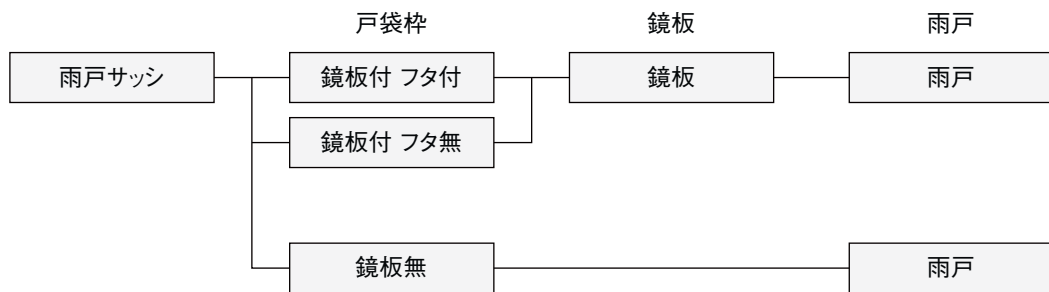 戸袋枠 鏡板 雨戸
雨戸サッシ 鏡板付 フタ付 鏡板 雨戸
鏡板付 フタ無
鏡板無 雨戸